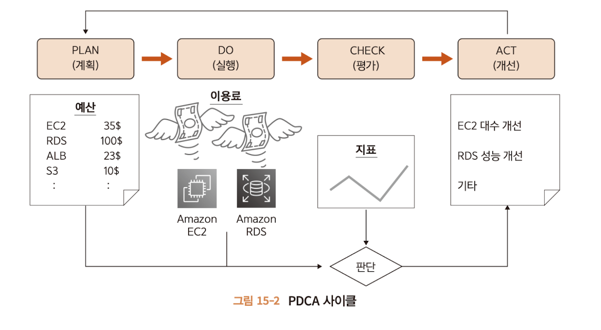 PLAN
(계획)
DO
(실행)
CHECK
(평가)
ACT
(개선)
예산
EC2 35$
RDS 100$
ALB 23$
S3 10$
: :
이용료
Amazon
EC2
Amazon
RDS
지표
판단
EC2 대수 개선
RDS 성능 개선
기타
그림 15-2 PDCA 사이클